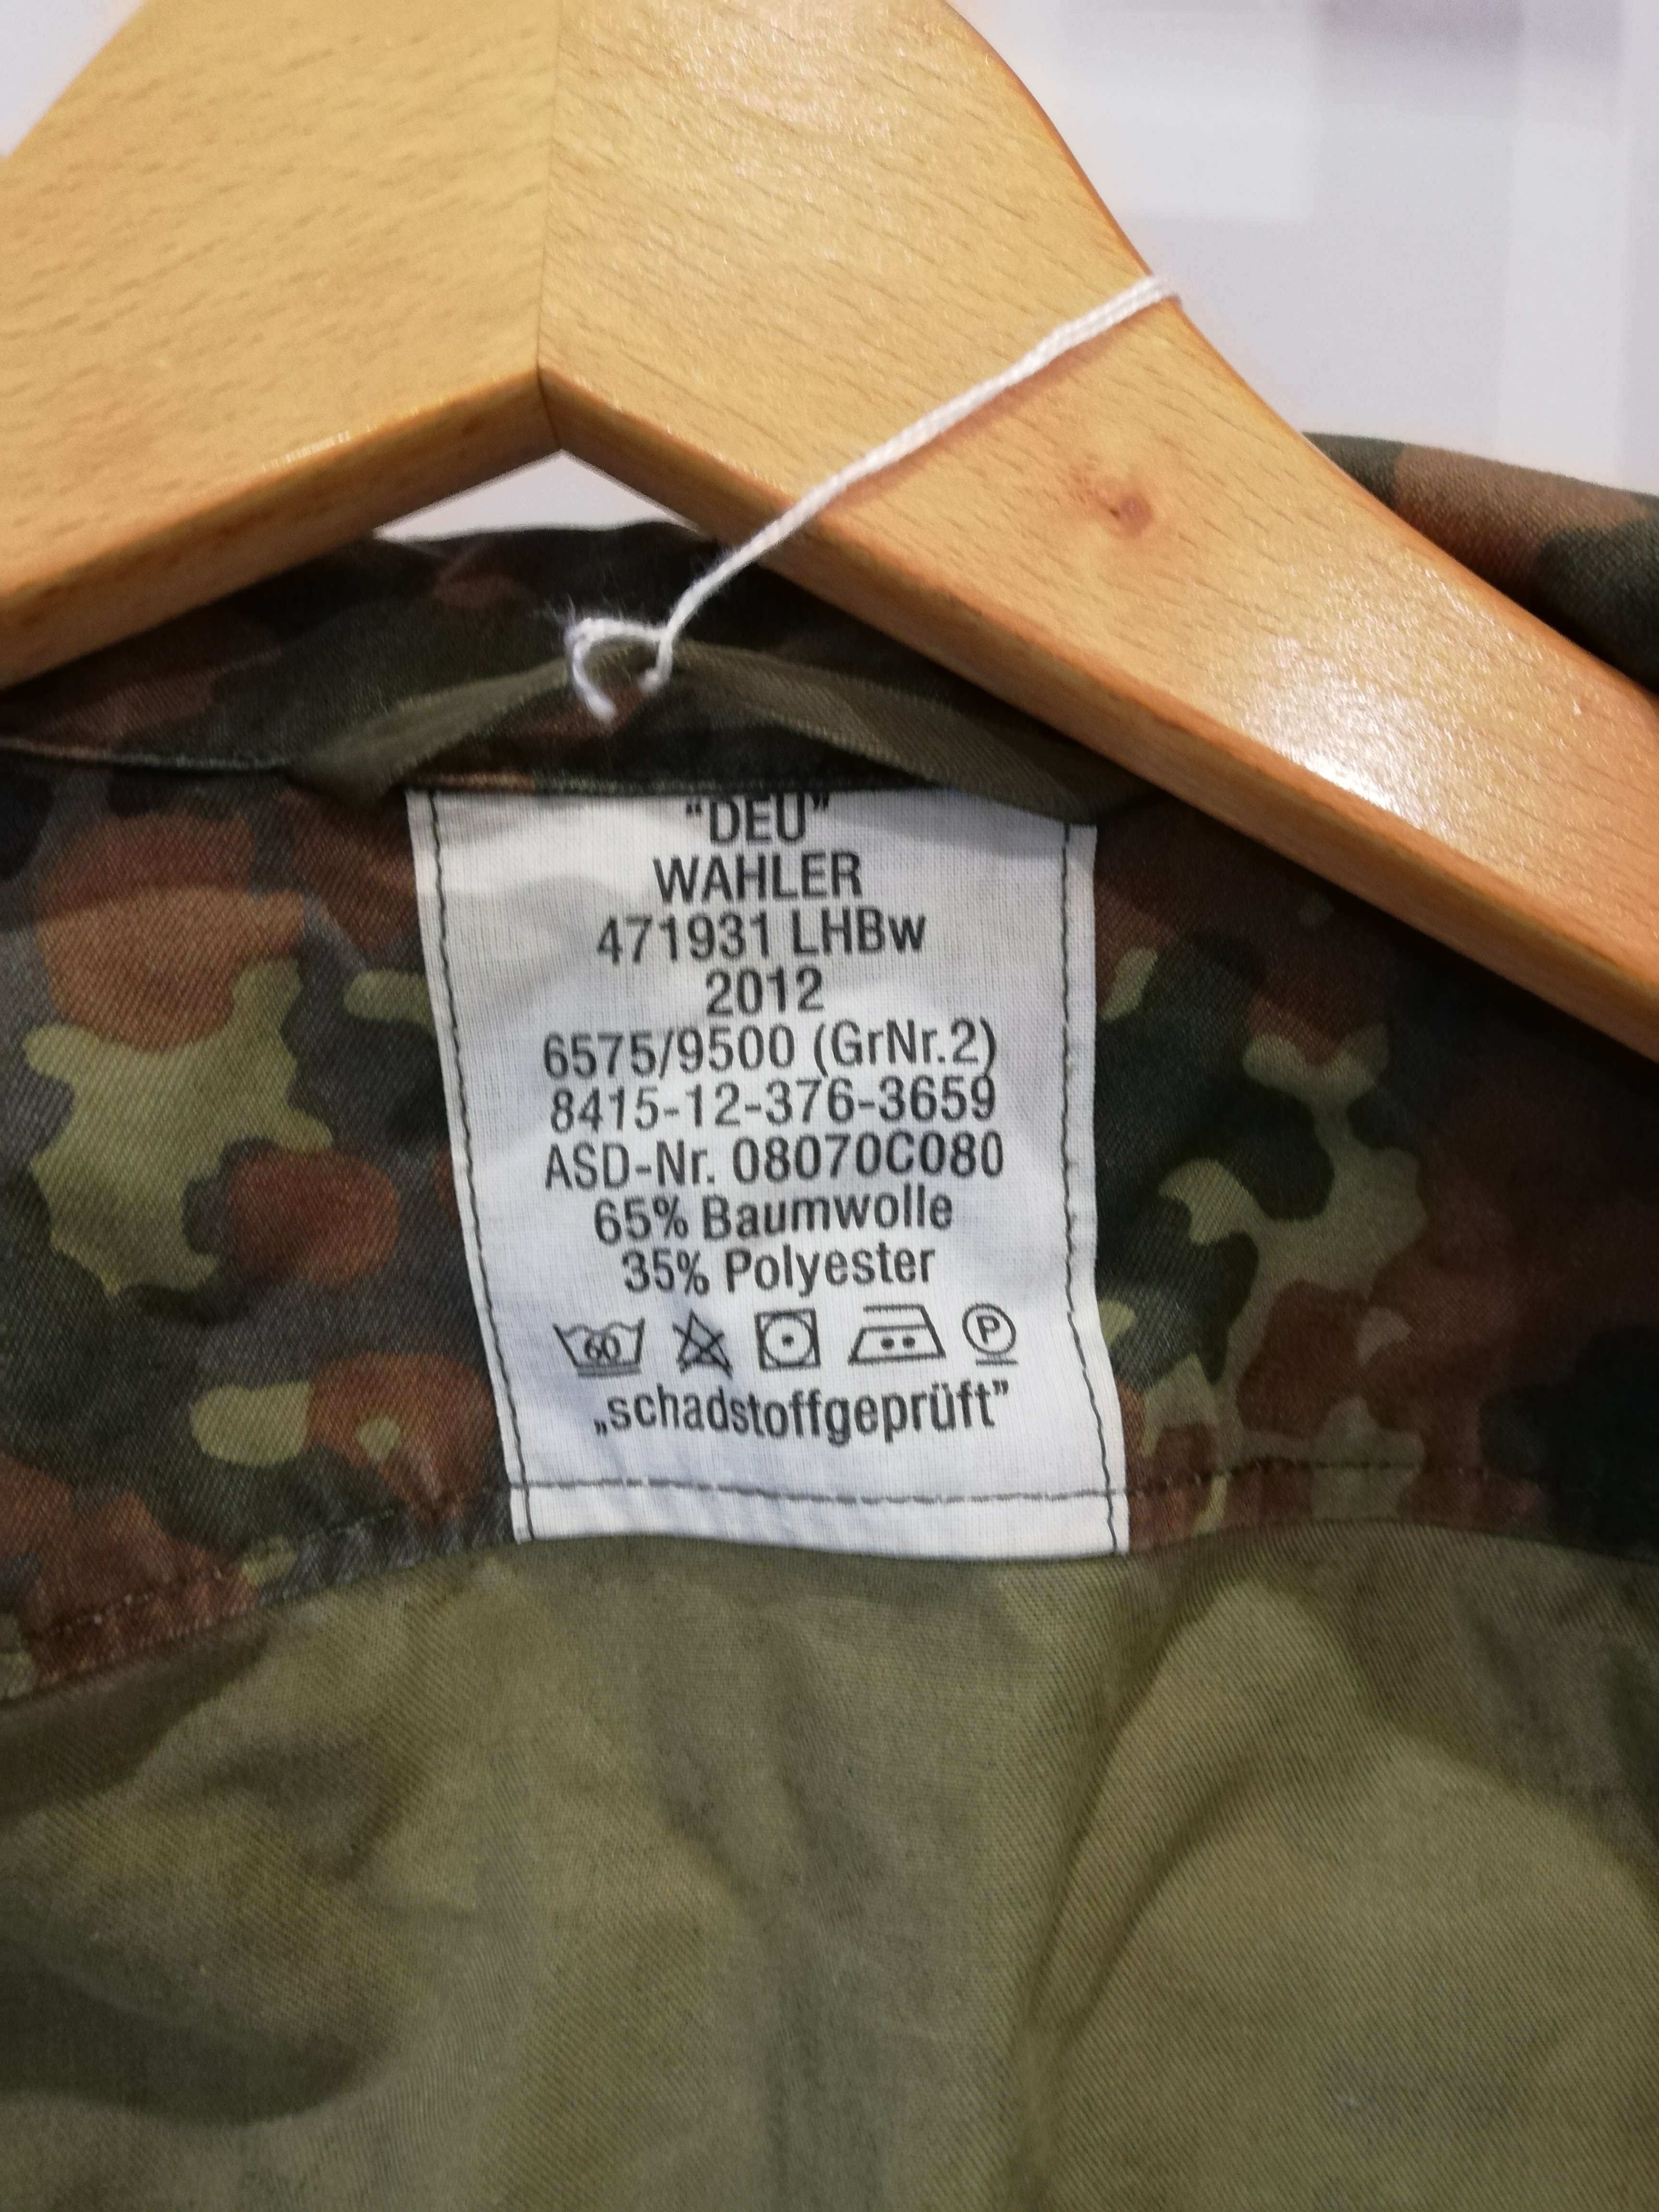 “DEU”
WAHLER
471931 LHBw
2012
6575/9500 (GrNr.2)
8415-12-376-3659
ASD-Nr. 08070C080
65% Baumwolle
35% Polyester
60 P
„schadstoffgeprüft”